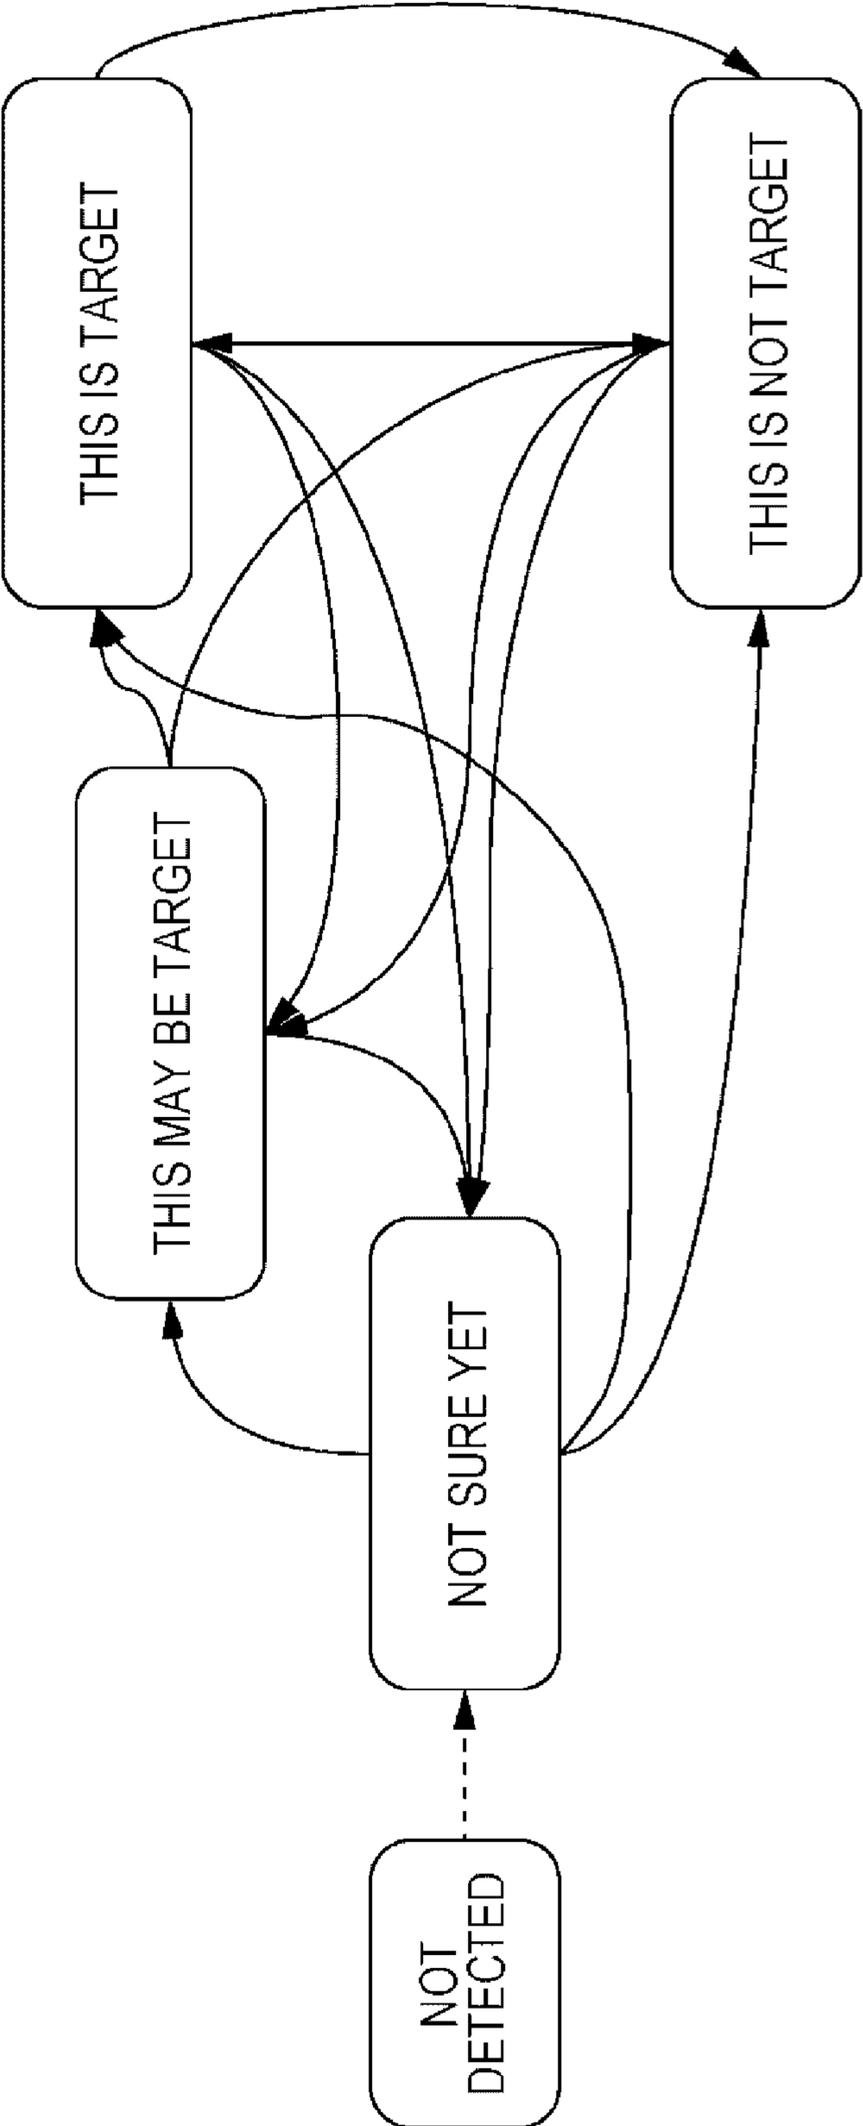 NOT
DETECTED
NOT SURE YET
THIS MAY BE TARGET
THIS IS TARGET
THIS IS NOT TARGET